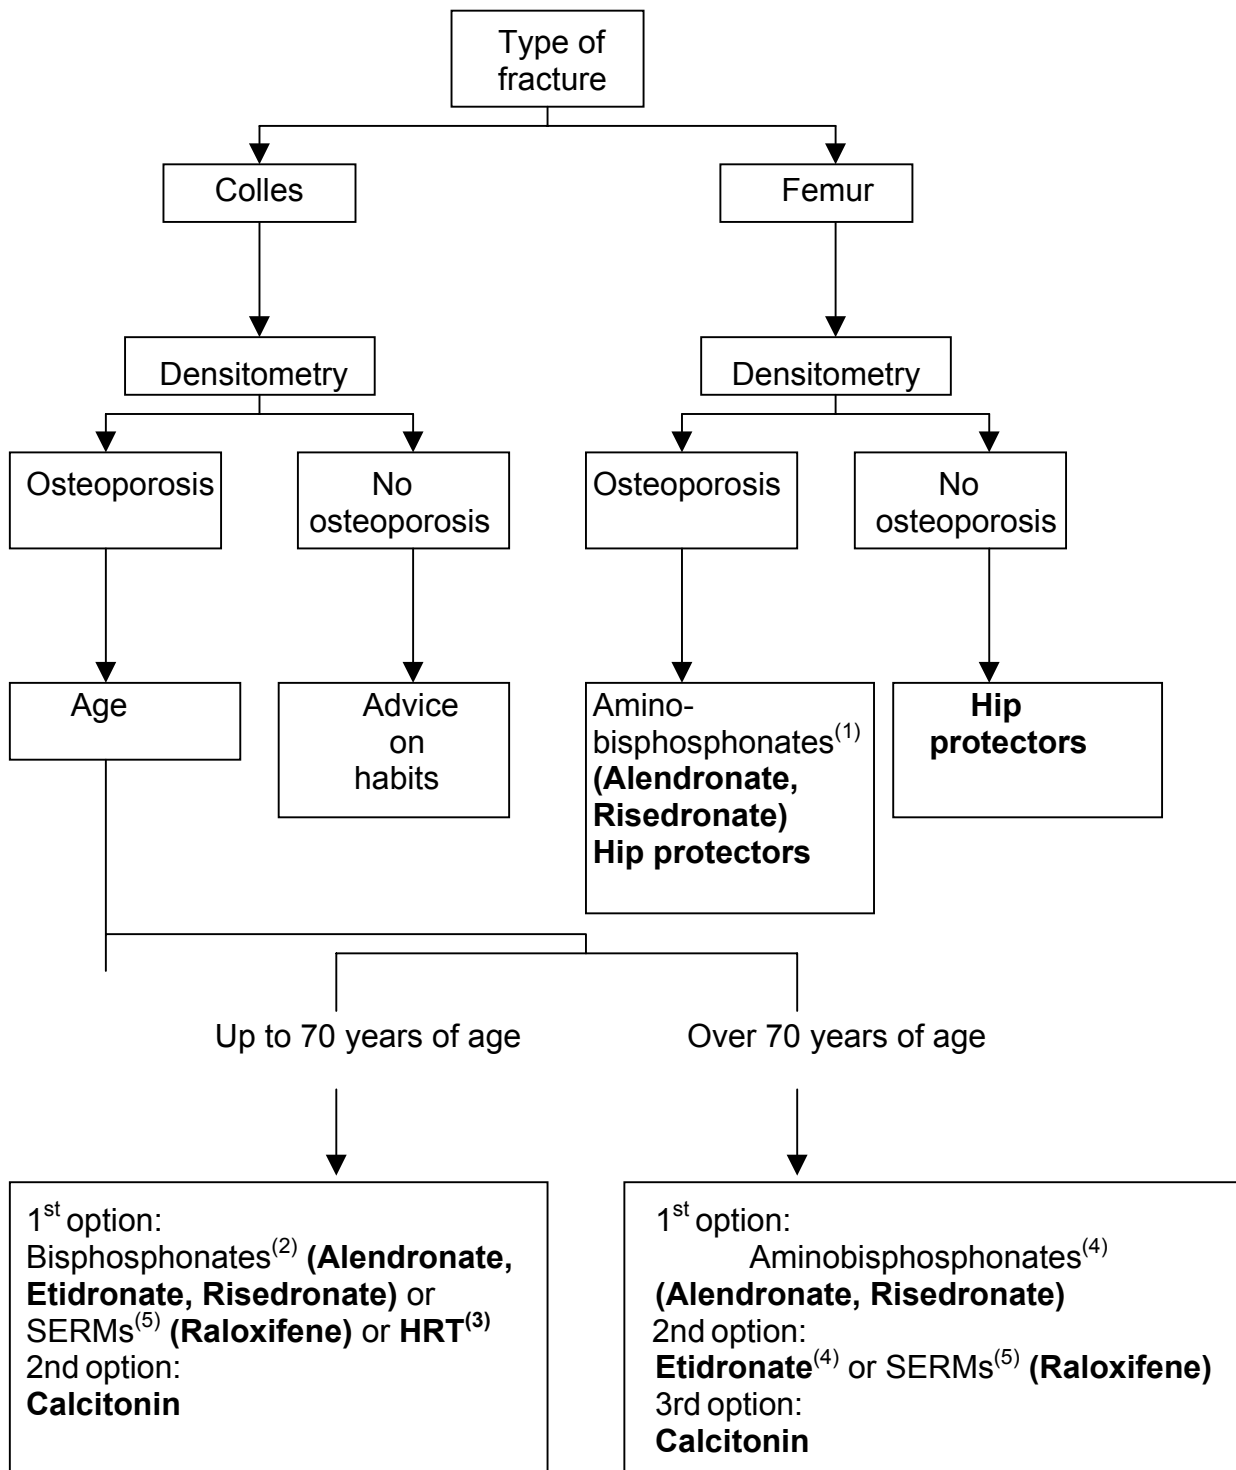 Type of
fracture
Colles
Femur
Densitometry
Densitometry
Osteoporosis
No
osteoporosis
Osteoporosis
No
osteoporosis
Age
Advice
on
habits
Amino-
bisphosphonates(1)
(Alendronate,
Risedronate)
Hip protectors
Hip
protectors
Up to 70 years of age
Over 70 years of age
1st option:
Bisphosphonates(2) (Alendronate,
Etidronate, Risedronate) or
SERMs(5) (Raloxifene) or HRT(3)
2nd option:
Calcitonin
1st option:
Aminobisphosphonates(4)
(Alendronate, Risedronate)
2nd option:
Etidronate(4) or SERMs(5) (Raloxifene)
3rd option:
Calcitonin